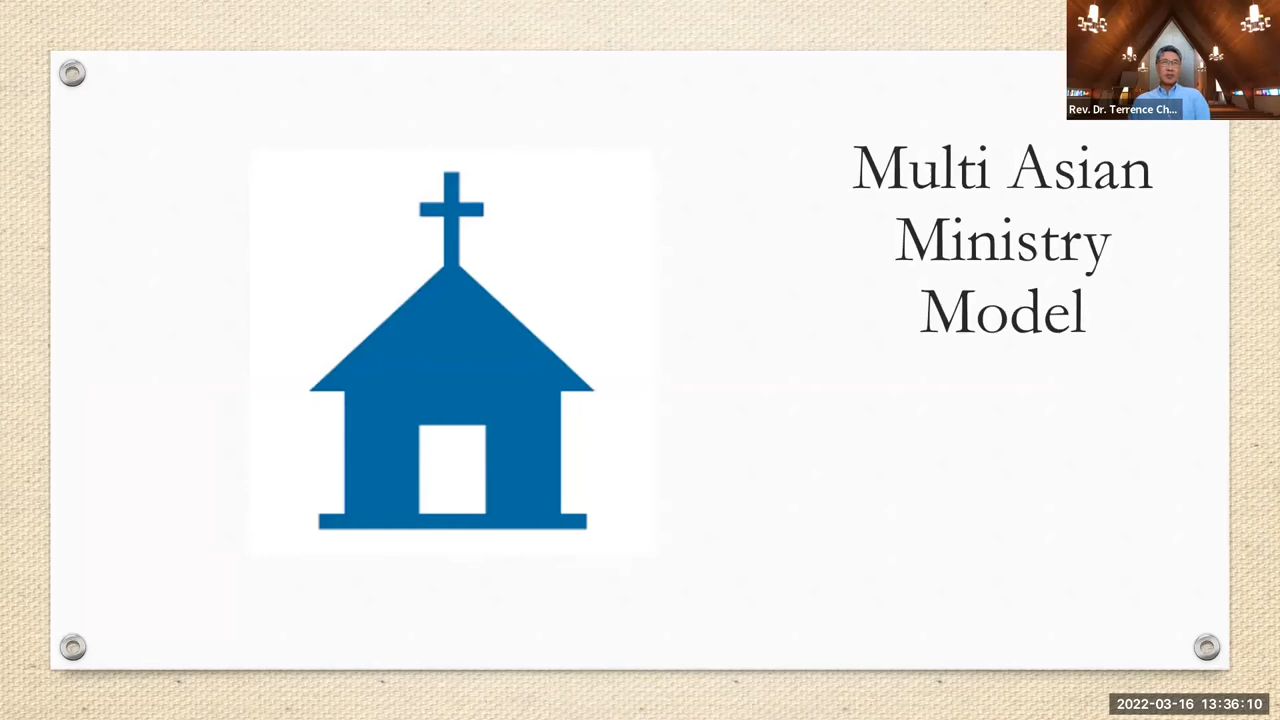 Rev. Dr. Terrence Ch...
Multi Asian
Ministry
Model
2022-03-16 13:36:10